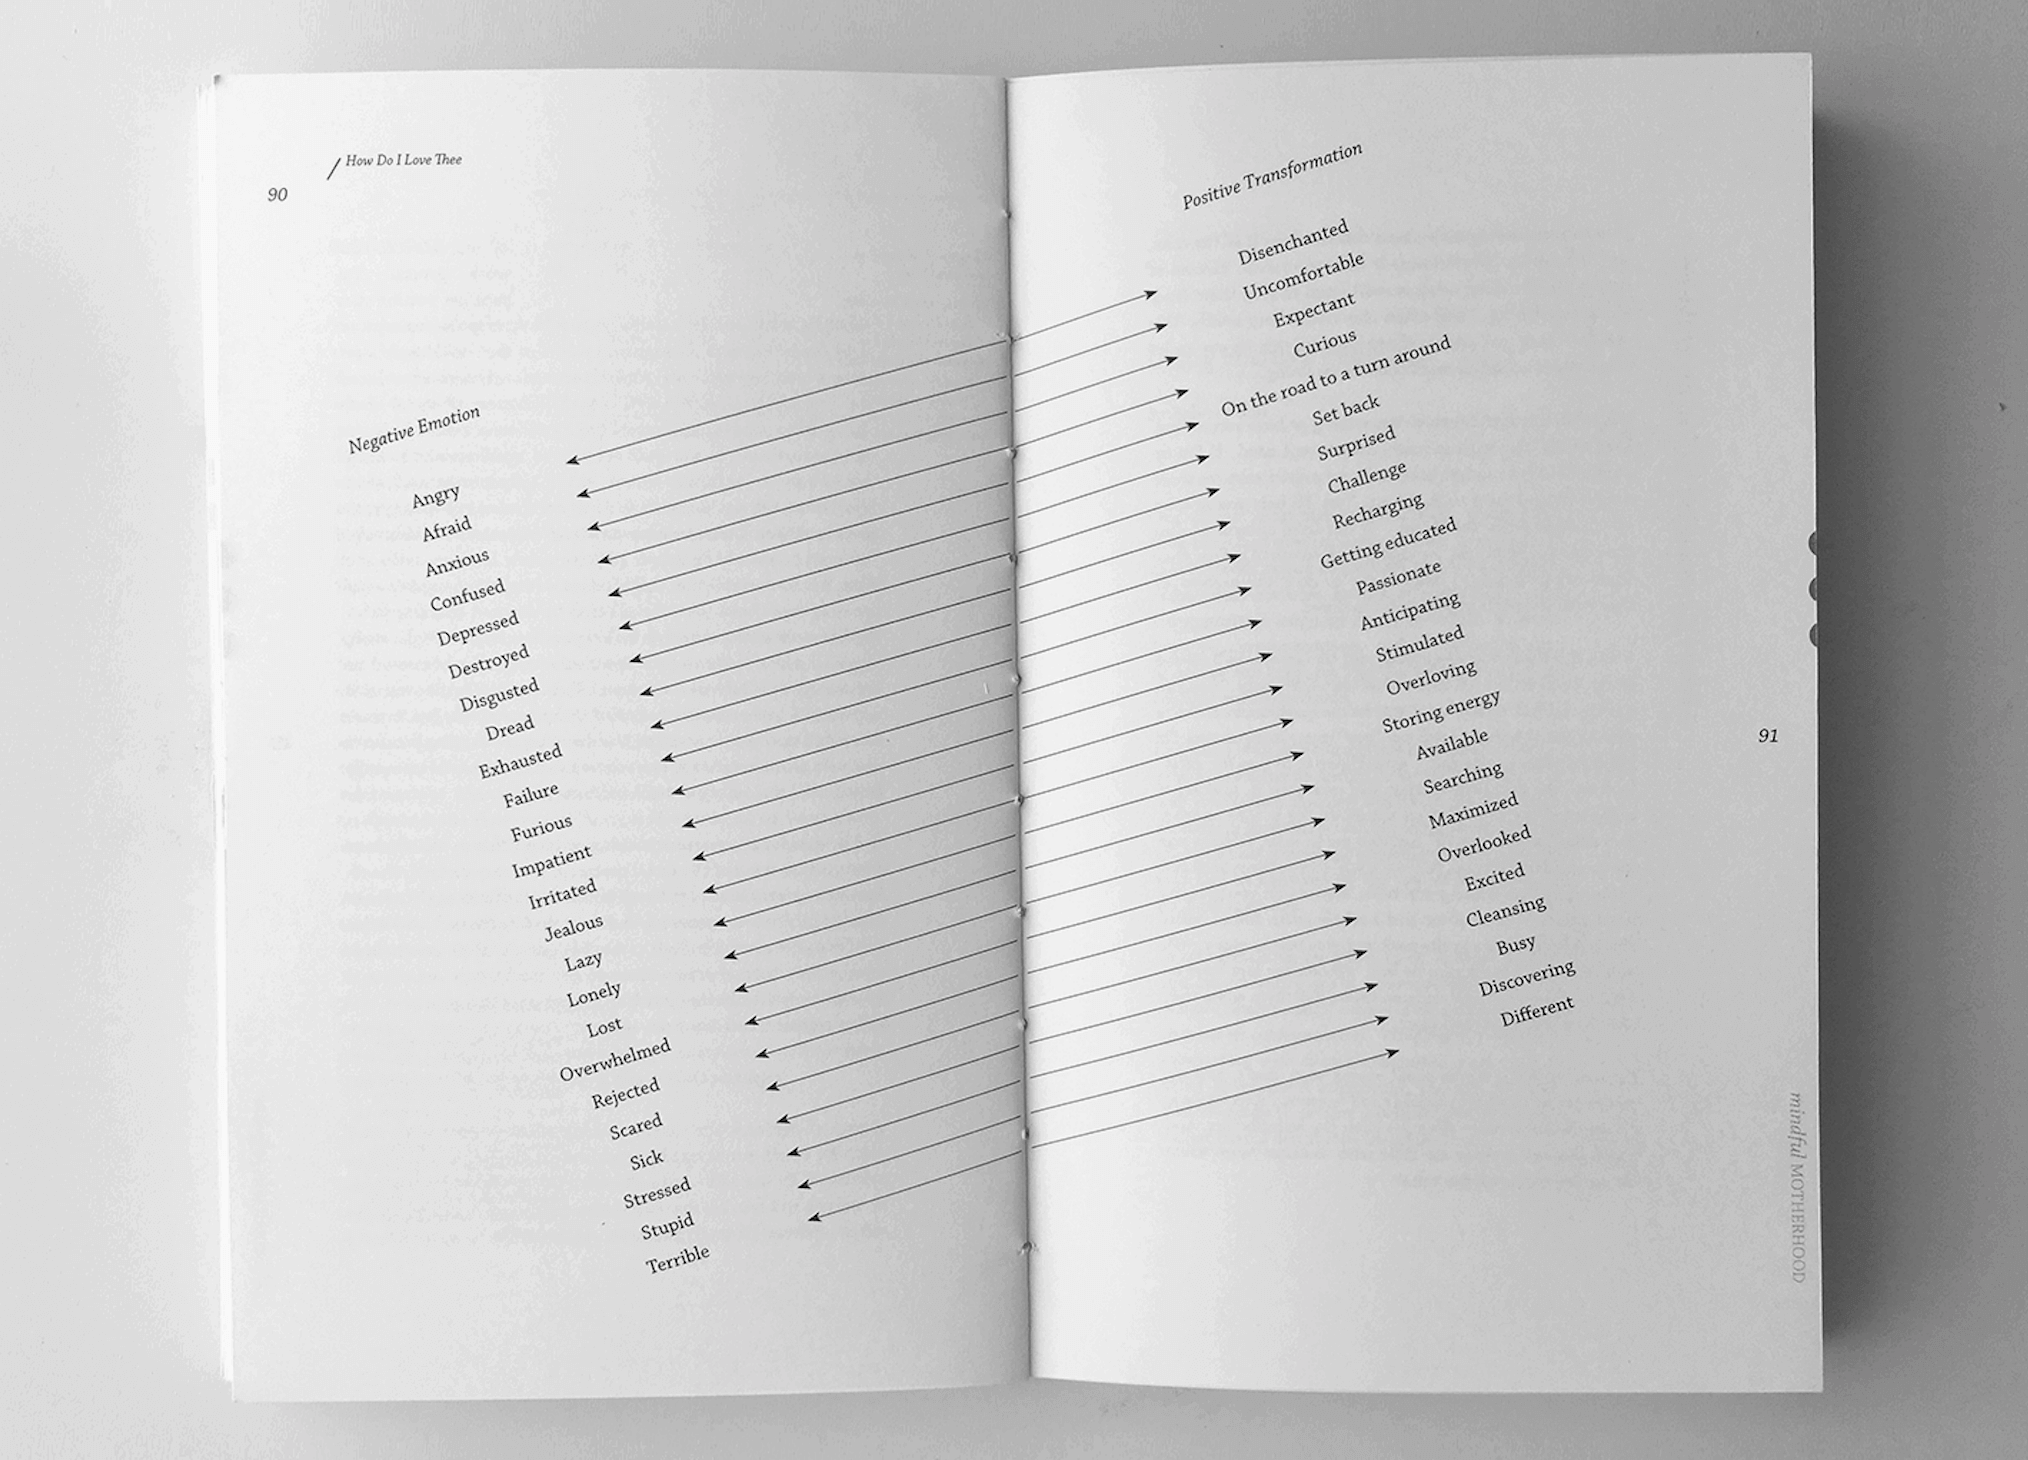 How Do I Love Thee
90
Negative Emotion
Angry
Afraid
Anxious
Confused
Depressed
Destroyed
Disgusted
Dread
Exhausted
Failure
Furious
Impatient
Irritated
Jealous
Lazy
Lonely
Lost
Overwhelmed
Rejected
Scared
Sick
Stressed
Stupid
Terrible
Positive Transformation
Disenchanted
Uncomfortable
Expectant
Curious
On the road to a turn around
Set back
Surprised
Challenge
Recharging
Getting educated
Passionate
Anticipating
Stimulated
Overloving
Storing energy
Available
Searching
Maximized
Overlooked
Excited
Cleansing
Busy
Discovering
Different
91
mindful MOTHERHOOD